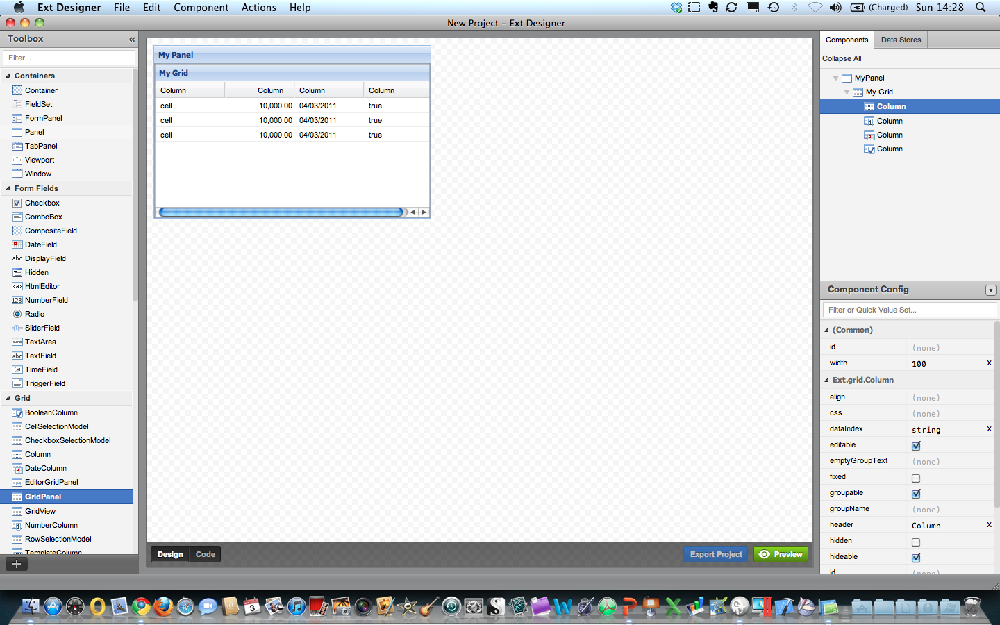 Ext Designer File Edit Component Actions Help (Charged) Sun 14:28
New Project – Ext Designer
Toolbox «
Filter...
Containers
Container
FieldSet
FormPanel
Panel
TabPanel
Viewport
Window
Form Fields
Checkbox
ComboBox
CompositeField
DateField
abc DisplayField
Hidden
<a> HtmlEditor
123 NumberField
Radio
SliderField
TextArea
abc TextField
TimeField
TriggerField
Grid
BooleanColumn
CellSelectionModel
CheckboxSelectionModel
Column
DateColumn
EditorGridPanel
GridPanel
GridView
NumberColumn
RowSelectionModel
TemplateColumn
My Panel
My Grid
Column Column Column Column
cell 10,000.00 04/03/2011 true
cell 10,000.00 04/03/2011 true
cell 10,000.00 04/03/2011 true
Design Code Export Project Preview
Components Data Stores
Collapse All
MyPanel
My Grid
Column
Column
Column
Column
Component Config
Filter or Quick Value Set...
(Common)
id (none)
width 100 x
Ext.grid.Column
align (none)
css (none)
dataIndex string x
editable
emptyGroupText (none)
fixed
groupable
groupName (none)
header Column x
hidden
hideable
id (none)
3